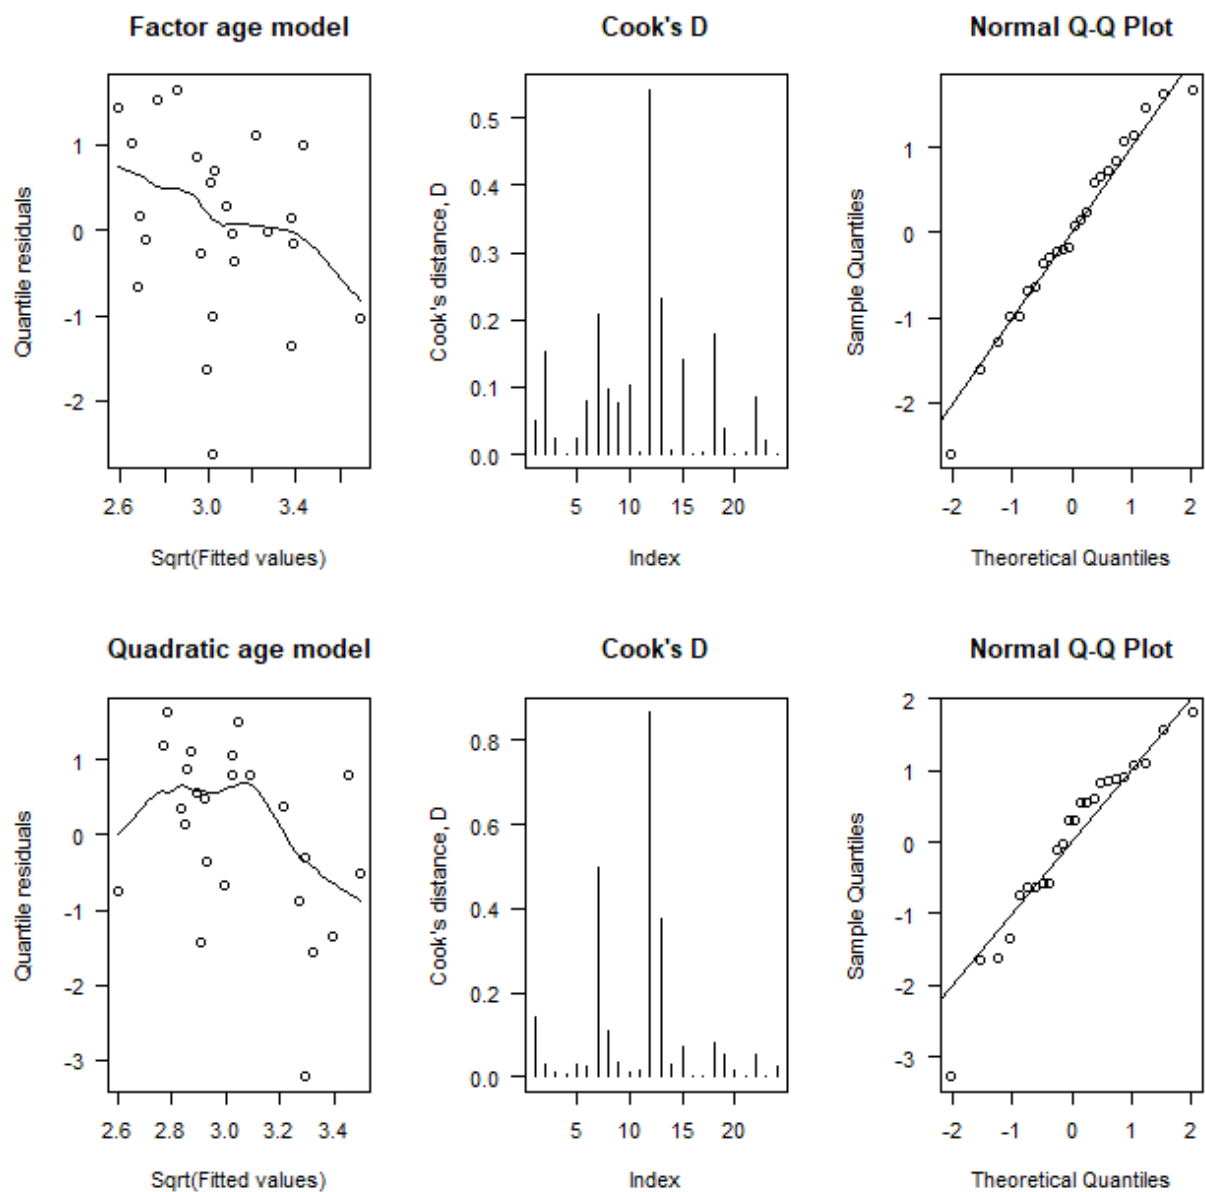 Factor age model
Quantile residuals
1
0
-1
-2
2.6 3.0 3.4
Sqrt(Fitted values)
Cook's D
Cook's distance, D
0.5
0.4
0.3
0.2
0.1
0.0
5 10 15 20
Index
Normal Q-Q Plot
Sample Quantiles
1
0
-1
-2
-2 -1 0 1 2
Theoretical Quantiles
Quadratic age model
Quantile residuals
1
0
-1
-2
-3
2.6 2.8 3.0 3.2 3.4
Sqrt(Fitted values)
Cook's D
Cook's distance, D
0.8
0.6
0.4
0.2
0.0
5 10 15 20
Index
Normal Q-Q Plot
Sample Quantiles
2
1
0
-1
-2
-3
-2 -1 0 1 2
Theoretical Quantiles